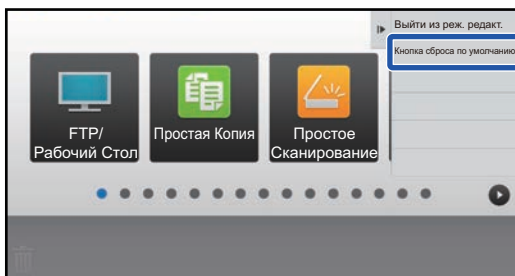 Выйти из реж. редакт.
Кнопка сброса по умолчанию
FTP/
Рабочий Стол
Простая Копия
Простое
Сканирование